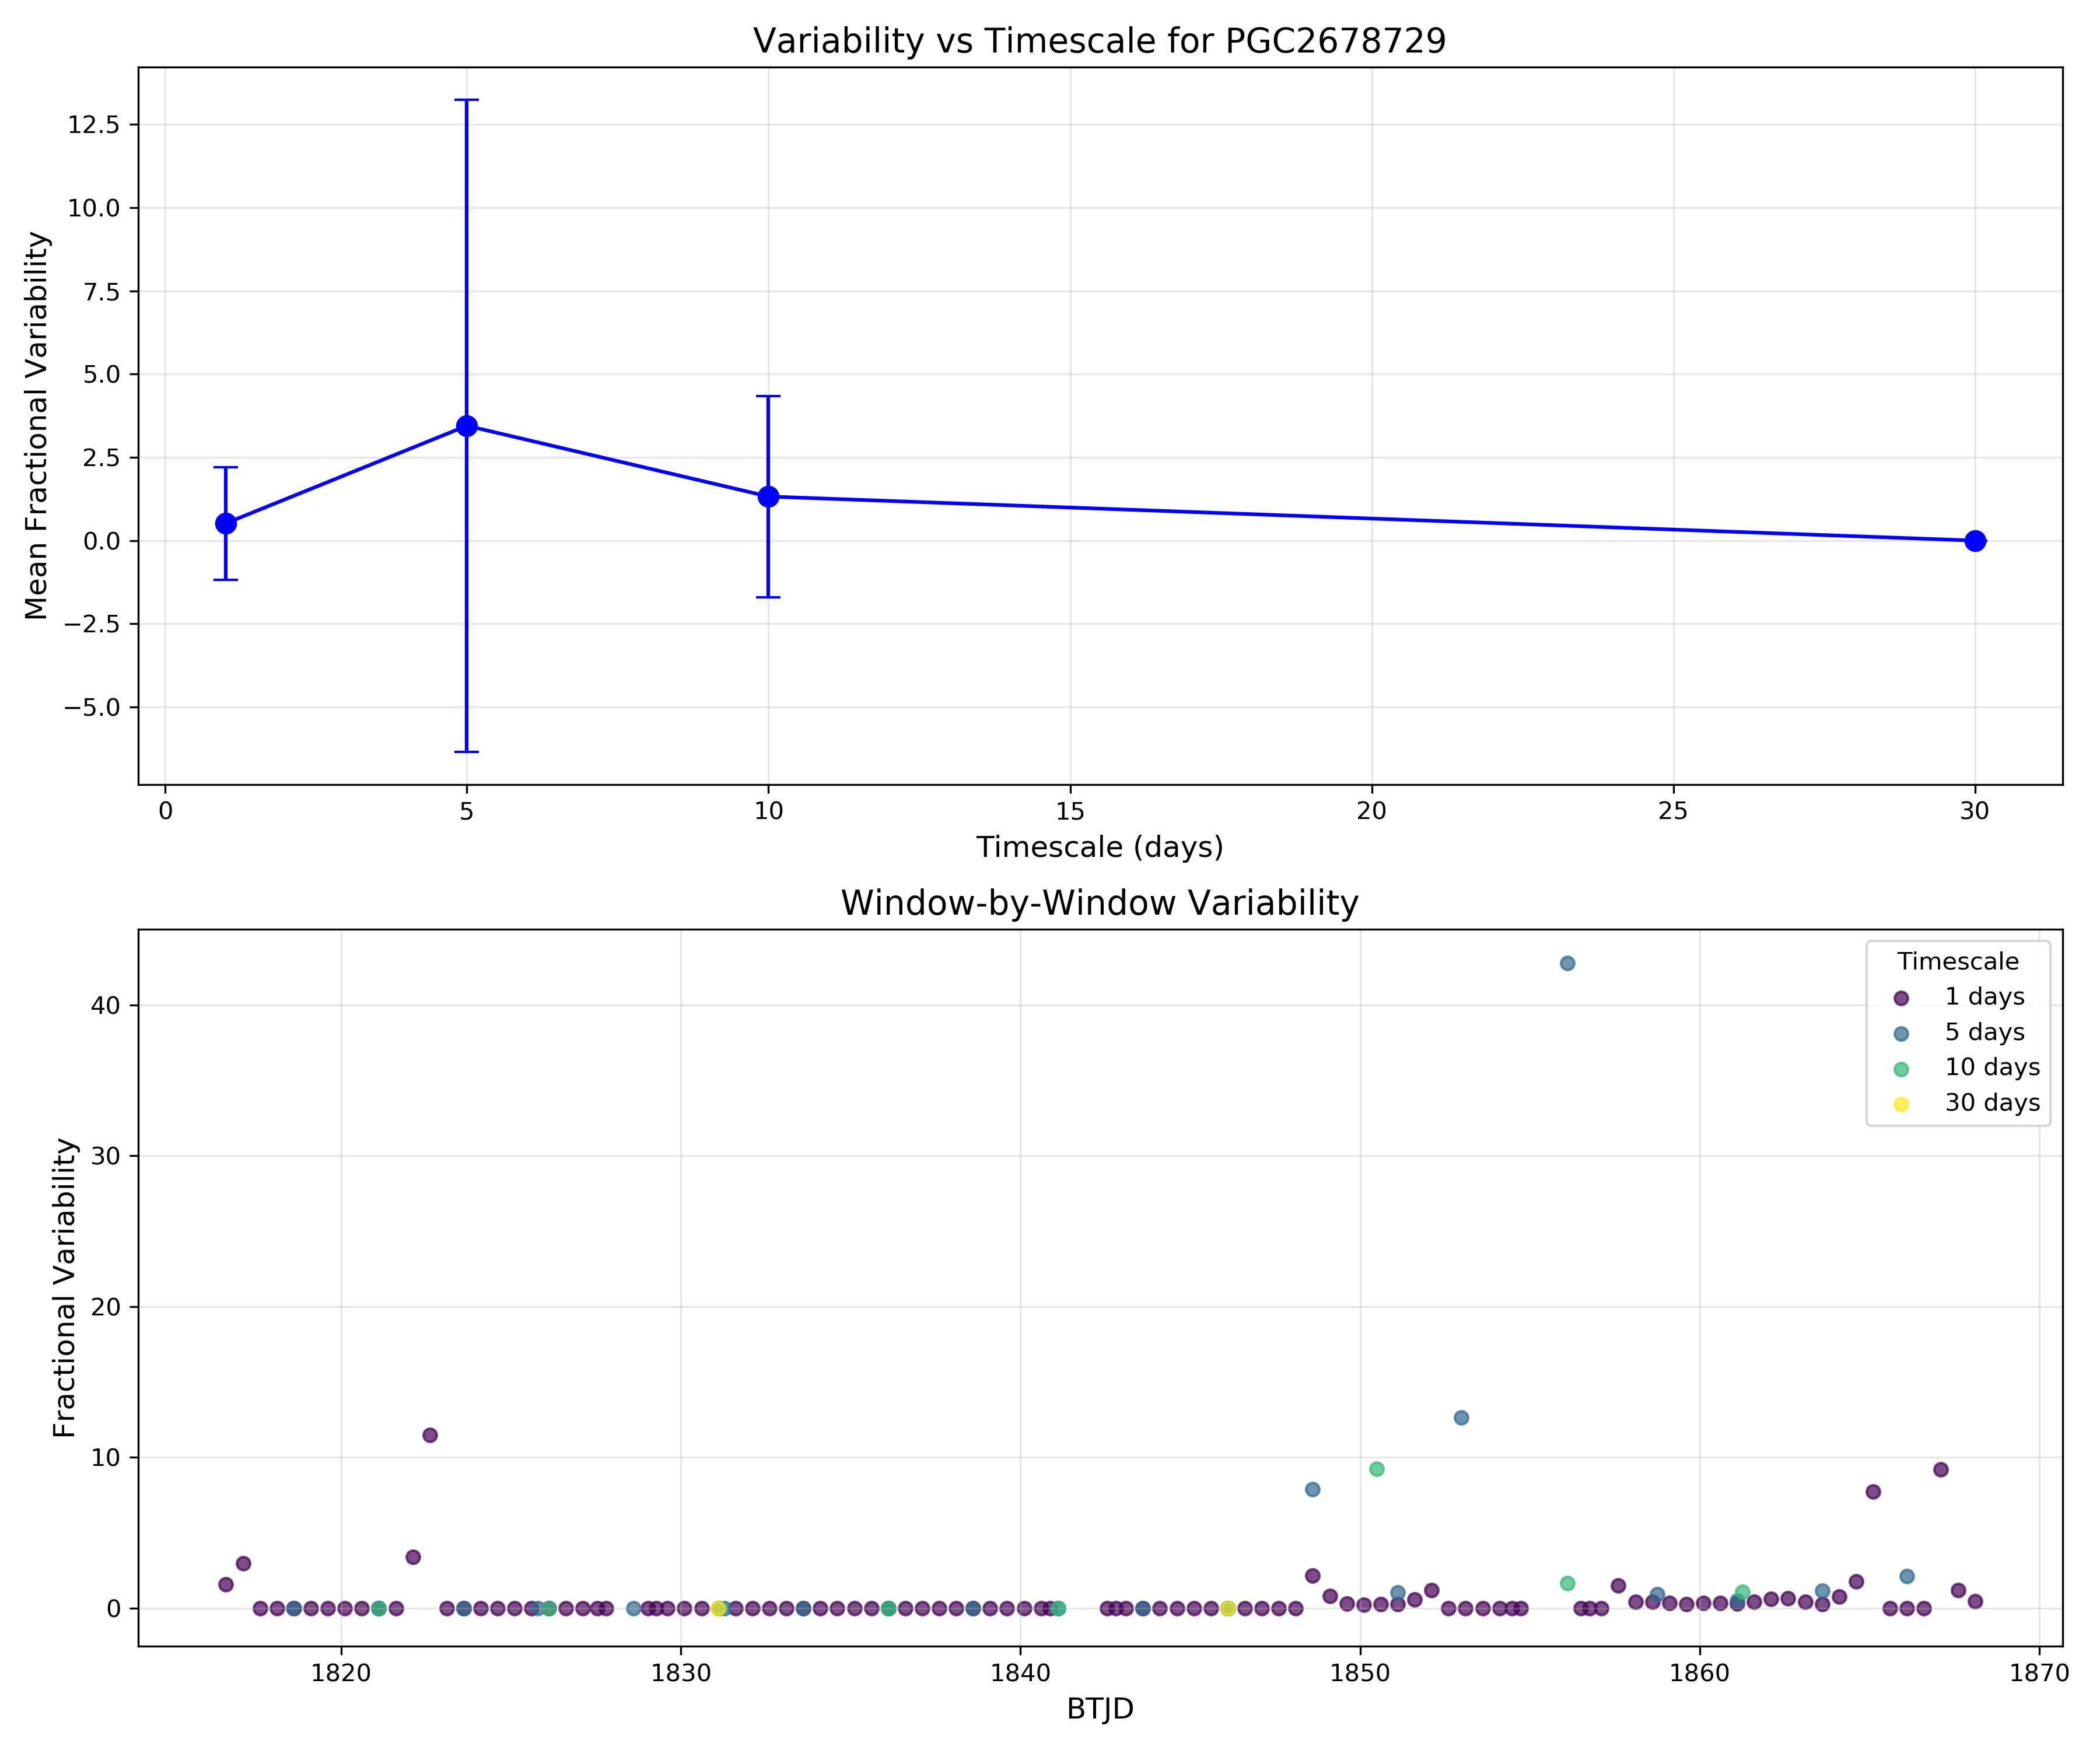 Variability vs Timescale for PGC2678729
Mean Fractional Variability
12.5
10.0
7.5
5.0
2.5
0.0
−2.5
−5.0
0 5 10 15 20 25 30
Timescale (days)
Window-by-Window Variability
Fractional Variability
40
30
20
10
0
Timescale
1 days
5 days
10 days
30 days
1820 1830 1840 1850 1860 1870
BTJD